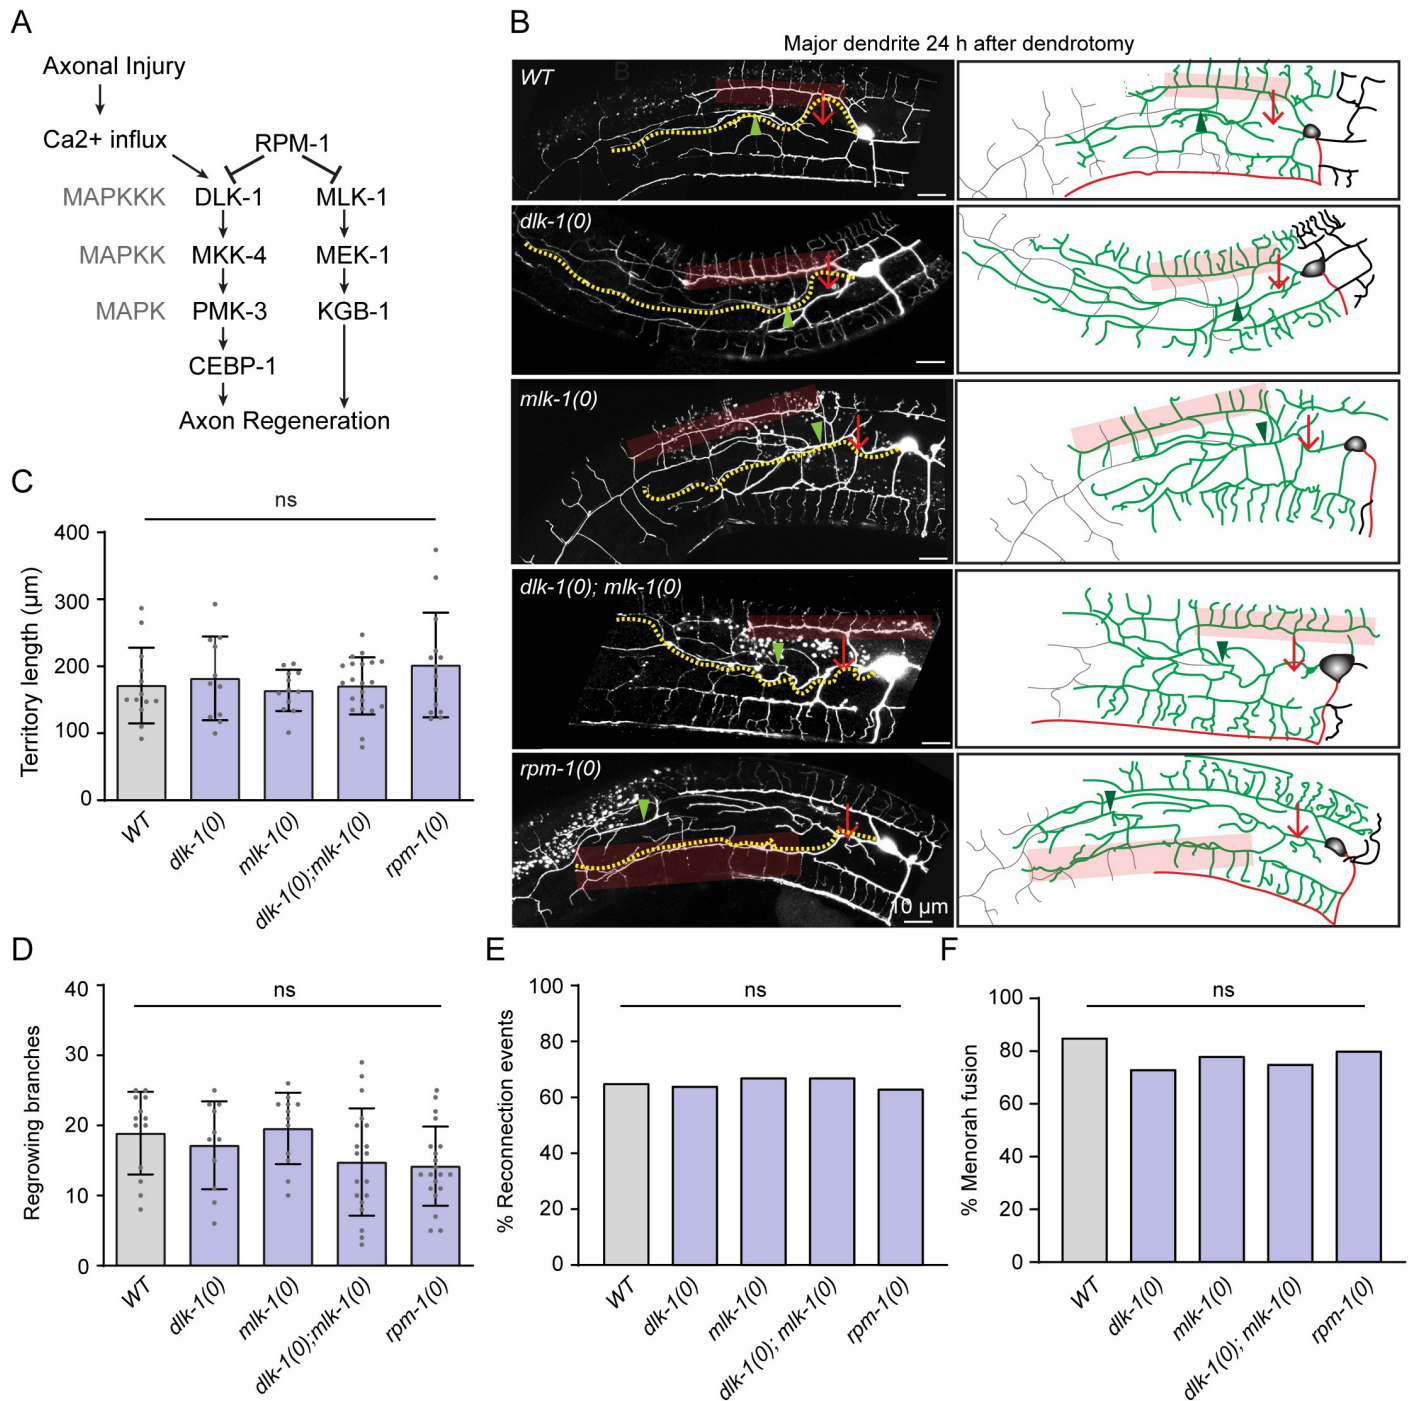 A
Axonal Injury
Ca2+ influx
RPM-1
MAPKKK DLK-1 MLK-1
MAPKK MKK-4 MEK-1
MAPK PMK-3 KGB-1
CEBP-1
Axon Regeneration
B
Major dendrite 24 h after dendrotomy
WT
B
dlk-1(0)
mlk-1(0)
dlk-1(0); mlk-1(0)
rpm-1(0)
10 µm
C
ns
Territory length (µm)
400
300
200
100
0
WT
dlk-1(0)
mlk-1(0)
dlk-1(0);mlk-1(0)
rpm-1(0)
D
ns
Regrowing branches
40
30
20
10
0
WT
dlk-1(0)
mlk-1(0)
dlk-1(0);mlk-1(0)
rpm-1(0)
E
ns
% Reconnection events
100
80
60
40
20
0
WT
dlk-1(0)
mlk-1(0)
dlk-1(0); mlk-1(0)
rpm-1(0)
F
ns
% Menorah fusion
100
80
60
40
20
0
WT
dlk-1(0)
mlk-1(0)
dlk-1(0); mlk-1(0)
rpm-1(0)